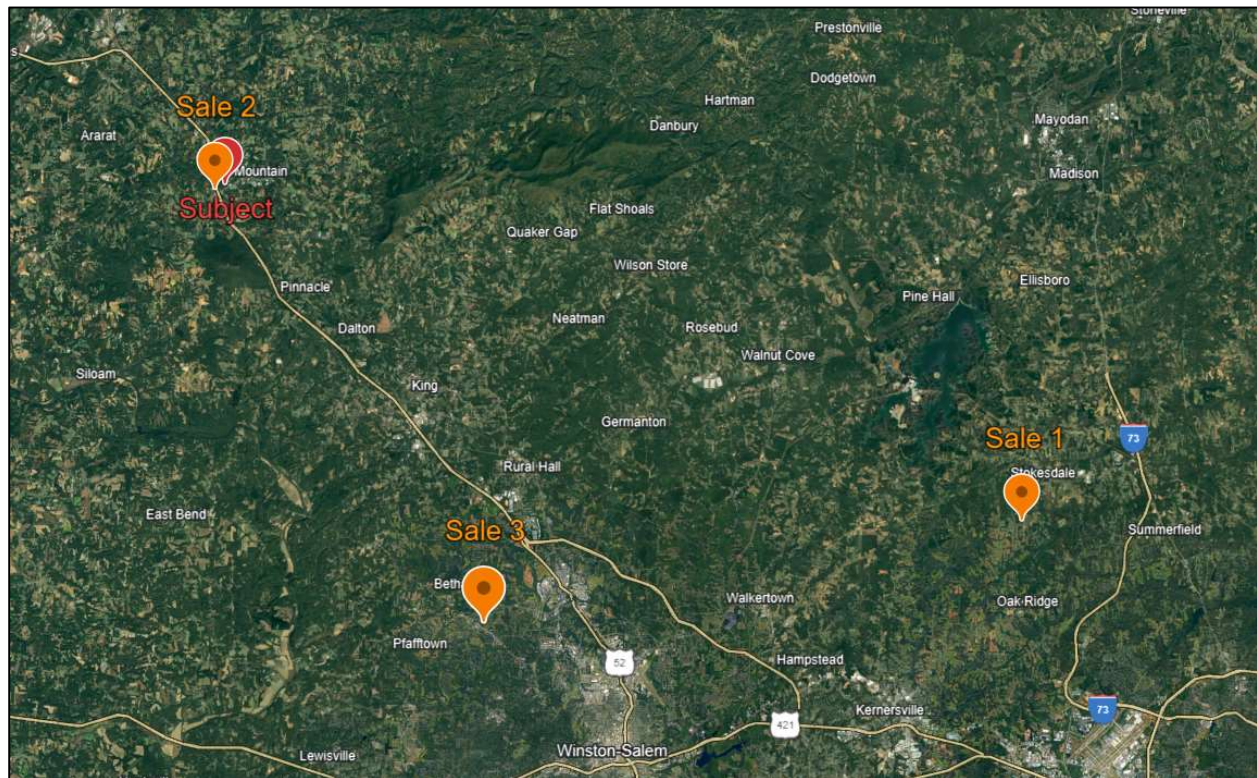 Stoneville
Prestonville
s
Dodgetown
Hartman
Sale 2
Mayodan
Danbury
Ararat
Mountain
Madison
Subject
Flat Shoals
Quaker Gap
Wilson Store
Ellisboro
Pinnacle
Pine Hall
Neatman
Dalton
Rosebud
Walnut Cove
Siloam
King
Germanton
Sale 1
73
Rural Hall
Stokesdale
East Bend
Sale 3
Summerfield
Beth
Walkertown
Oak Ridge
Pfafftown
52
Hampstead
Kernersville
73
421
Lewisville
Winston-Salem